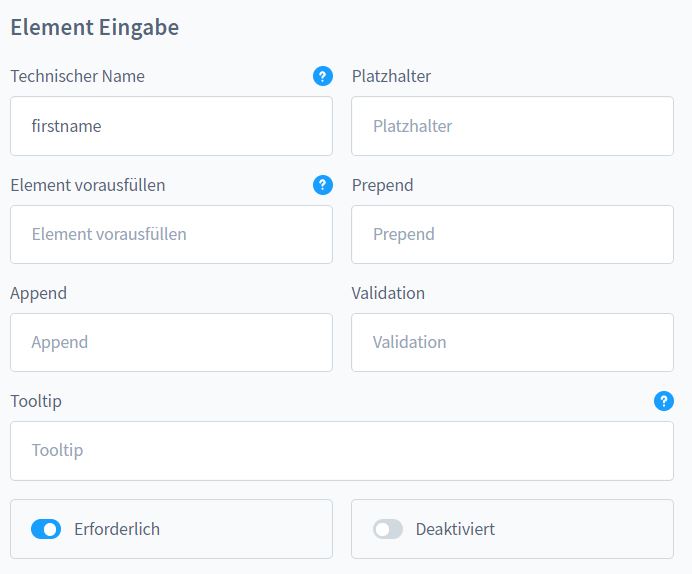 Element Eingabe
Technischer Name ? Platzhalter
firstname Platzhalter
Element vorausfüllen ? Prepend
Element vorausfüllen Prepend
Append Validation
Append Validation
Tooltip ?
Tooltip
Erforderlich Deaktiviert